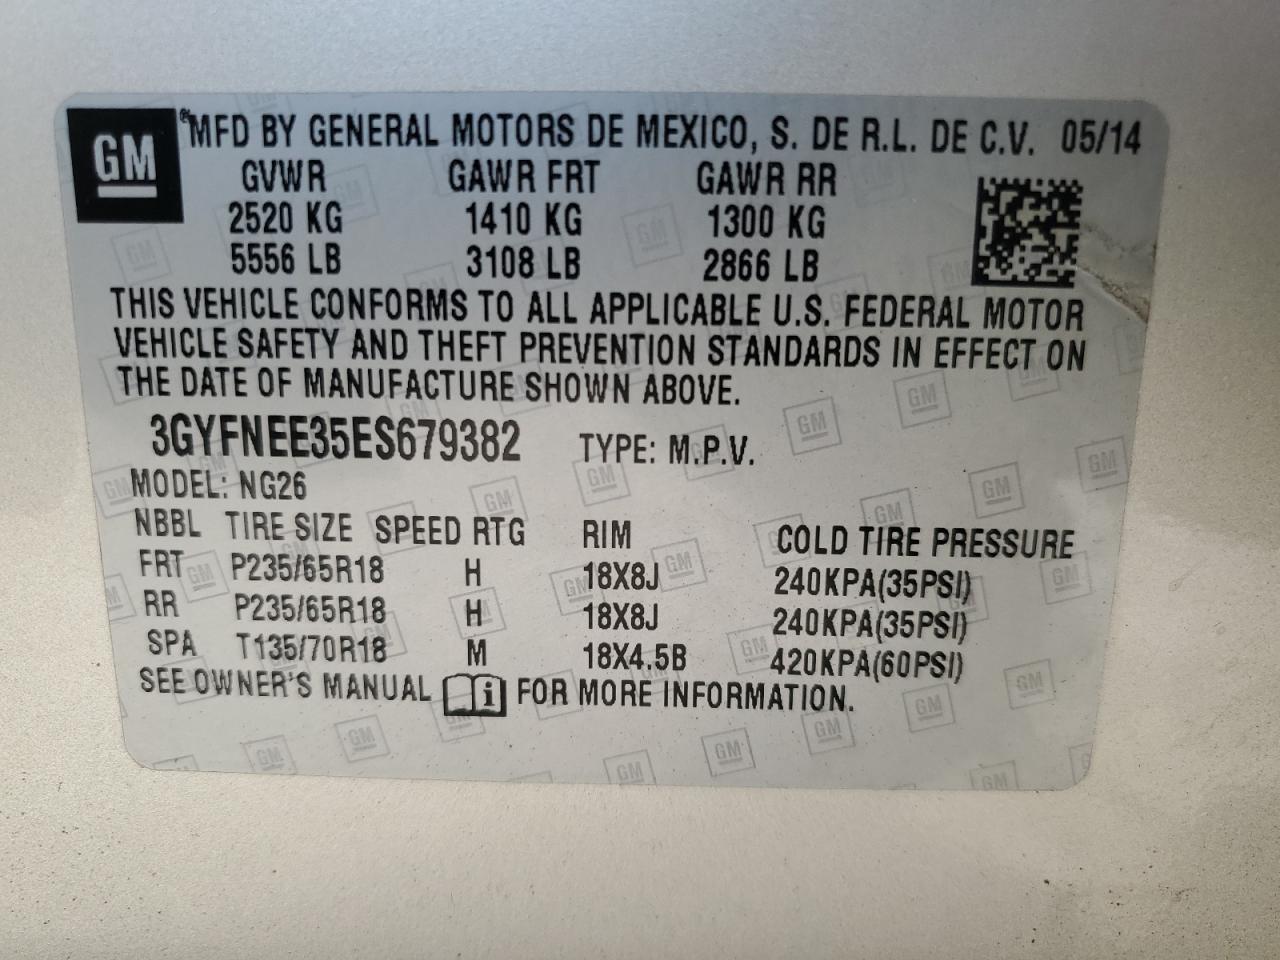 GM ® MFD BY GENERAL MOTORS DE MEXICO, S. DE R.L. DE C.V. 05/14
GVWR GAWR FRT GAWR RR
2520 KG 1410 KG 1300 KG
5556 LB 3108 LB 2866 LB
THIS VEHICLE CONFORMS TO ALL APPLICABLE U.S. FEDERAL MOTOR
VEHICLE SAFETY AND THEFT PREVENTION STANDARDS IN EFFECT ON
THE DATE OF MANUFACTURE SHOWN ABOVE.
3GYFNEE35ES679382 TYPE: M.P.V.
MODEL: NG26
NBBL TIRE SIZE SPEED RTG RIM COLD TIRE PRESSURE
FRT P235/65R18 H 18X8J 240KPA(35PSI)
RR P235/65R18 H 18X8J 240KPA(35PSI)
SPA T135/70R18 M 18X4.5B 420KPA(60PSI)
SEE OWNER'S MANUAL i FOR MORE INFORMATION.